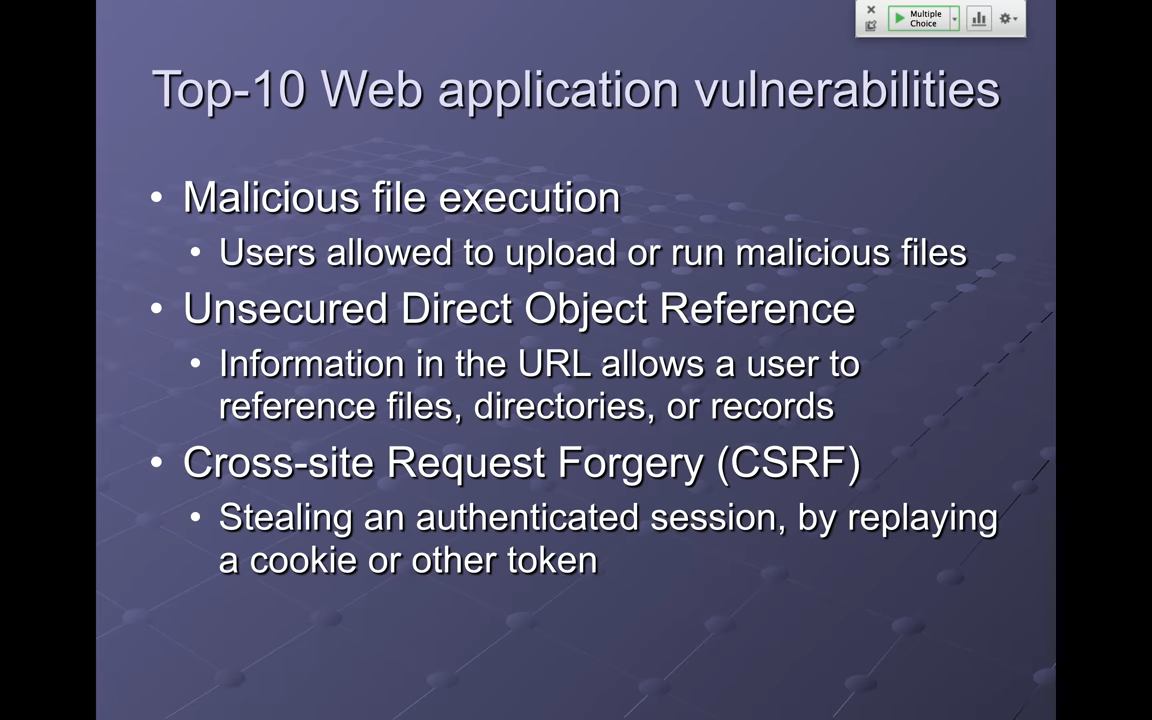 Multiple
Choice
Top-10 Web application vulnerabilities
• Malicious file execution
• Users allowed to upload or run malicious files
• Unsecured Direct Object Reference
• Information in the URL allows a user to
reference files, directories, or records
• Cross-site Request Forgery (CSRF)
• Stealing an authenticated session, by replaying
a cookie or other token